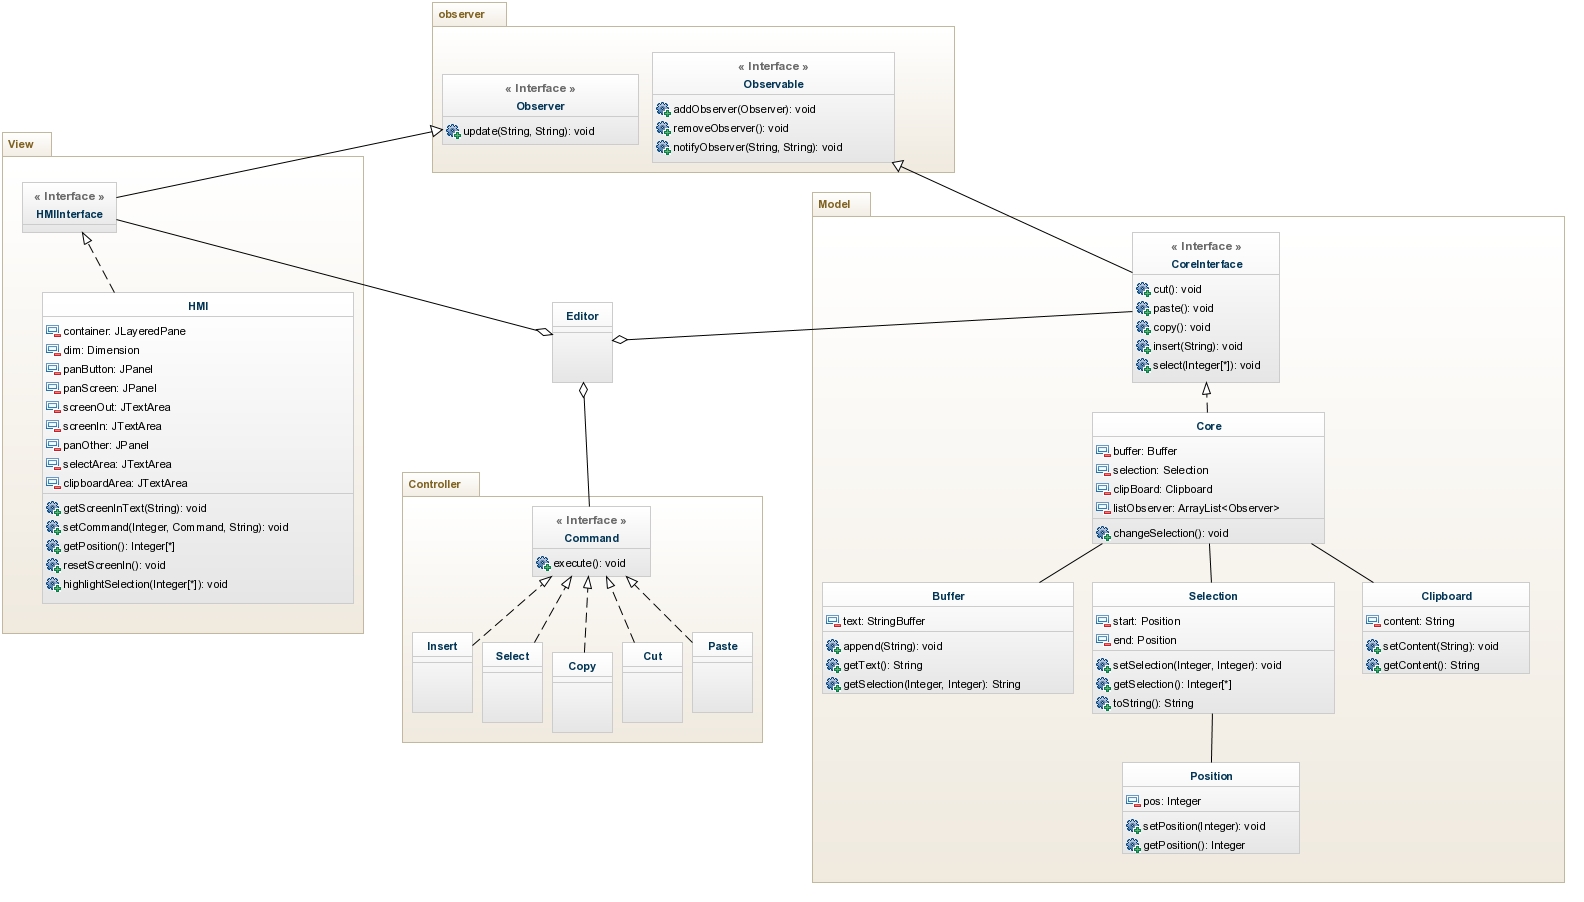 observer
« Interface »
Observer
update(String, String): void
« Interface »
Observable
addObserver(Observer): void
removeObserver(): void
notifyObserver(String, String): void
View
« Interface »
HMIInterface
HMI
container: JLayeredPane
dim: Dimension
panButton: JPanel
panScreen: JPanel
screenOut: JTextArea
screenIn: JTextArea
panOther: JPanel
selectArea: JTextArea
clipboardArea: JTextArea
getScreenInText(String): void
setCommand(Integer, Command, String): void
getPosition(): Integer[*]
resetScreenIn(): void
highlightSelection(Integer[*]): void
Editor
Controller
« Interface »
Command
execute(): void
Insert
Select
Copy
Cut
Paste
Model
« Interface »
CoreInterface
cut(): void
paste(): void
copy(): void
insert(String): void
select(Integer[*]): void
Core
buffer: Buffer
selection: Selection
clipBoard: Clipboard
listObserver: ArrayList<Observer>
changeSelection(): void
Buffer
text: StringBuffer
append(String): void
getText(): String
getSelection(Integer, Integer): String
Selection
start: Position
end: Position
setSelection(Integer, Integer): void
getSelection(): Integer[*]
toString(): String
Clipboard
content: String
setContent(String): void
getContent(): String
Position
pos: Integer
setPosition(Integer): void
getPosition(): Integer